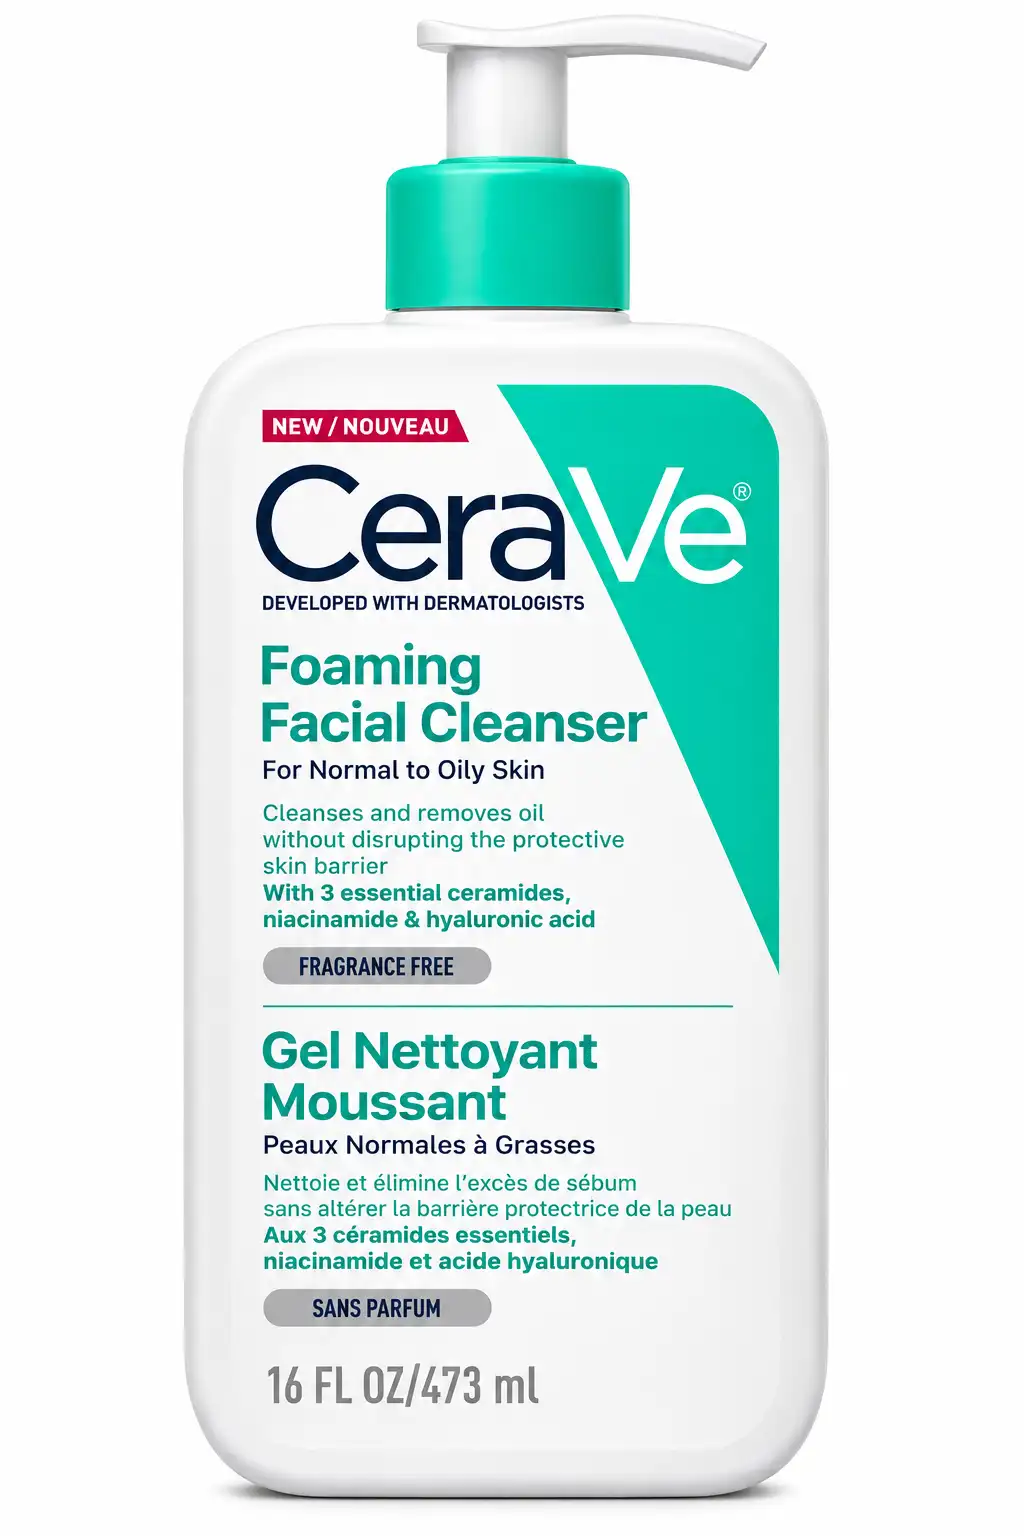 NEW / NOUVEAU
CeraVe®
DEVELOPED WITH DERMATOLOGISTS
Foaming
Facial Cleanser
For Normal to Oily Skin
Cleanses and removes oil
without disrupting the protective
skin barrier
With 3 essential ceramides,
niacinamide & hyaluronic acid
FRAGRANCE FREE
Gel Nettoyant
Moussant
Peaux Normales à Grasses
Nettoie et élimine l'excès de sébum
sans altérer la barrière protectrice de la peau
Aux 3 céramides essentiels,
niacinamide et acide hyaluronique
SANS PARFUM
16 FL OZ/473 ml